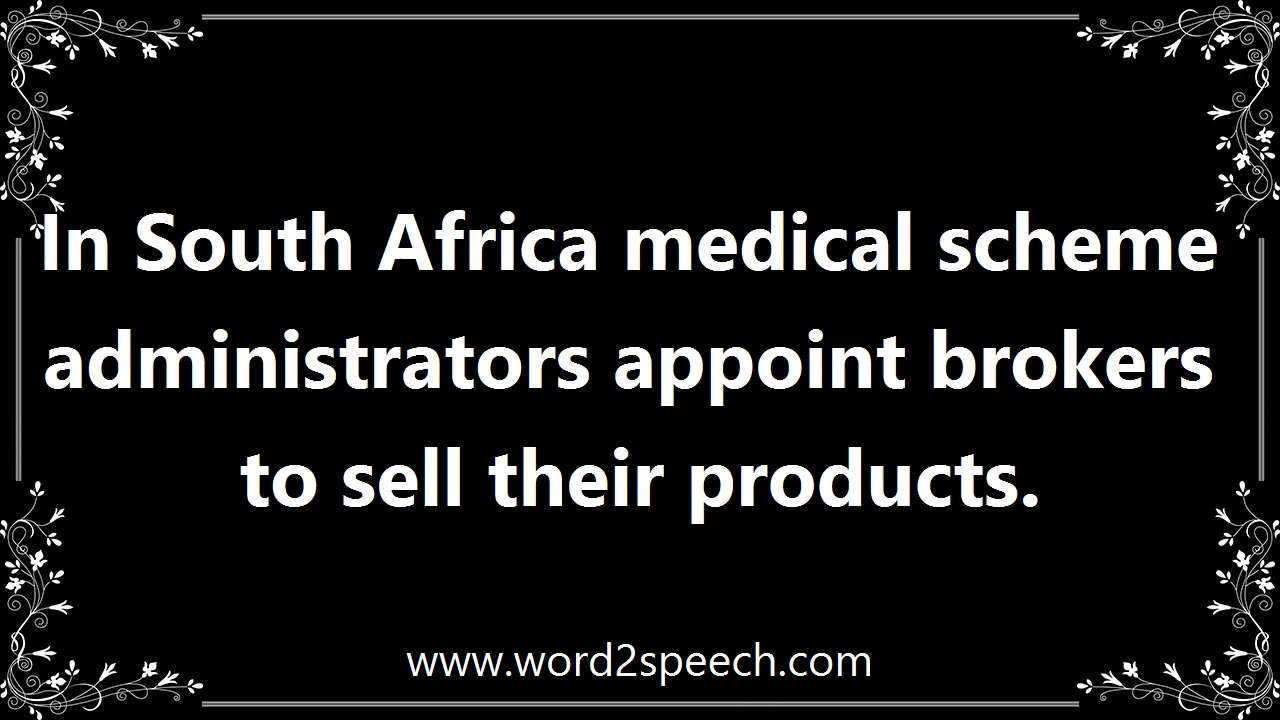 In South Africa medical scheme
administrators appoint brokers
to sell their products.
www.word2speech.com